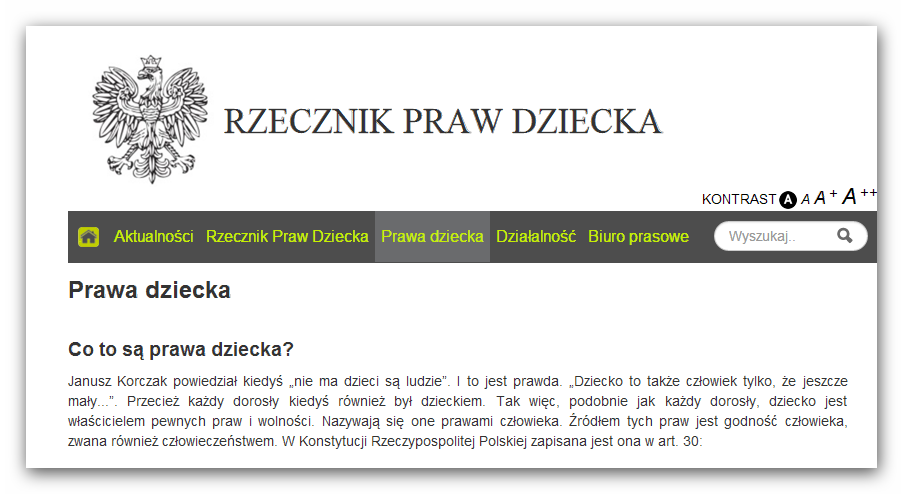 RZECZNIK PRAW DZIECKA
KONTRAST A A A+ A++
Aktualności Rzecznik Praw Dziecka Prawa dziecka Działalność Biuro prasowe Wyszukaj..
Prawa dziecka
Co to są prawa dziecka?
Janusz Korczak powiedział kiedyś „nie ma dzieci są ludzie”. I to jest prawda. „Dziecko to także człowiek tylko, że jeszcze
mały...”. Przecież każdy dorosły kiedyś również był dzieckiem. Tak więc, podobnie jak każdy dorosły, dziecko jest
właścicielem pewnych praw i wolności. Nazywają się one prawami człowieka. Źródłem tych praw jest godność człowieka,
zwana również człowieczeństwem. W Konstytucji Rzeczypospolitej Polskiej zapisana jest ona w art. 30: